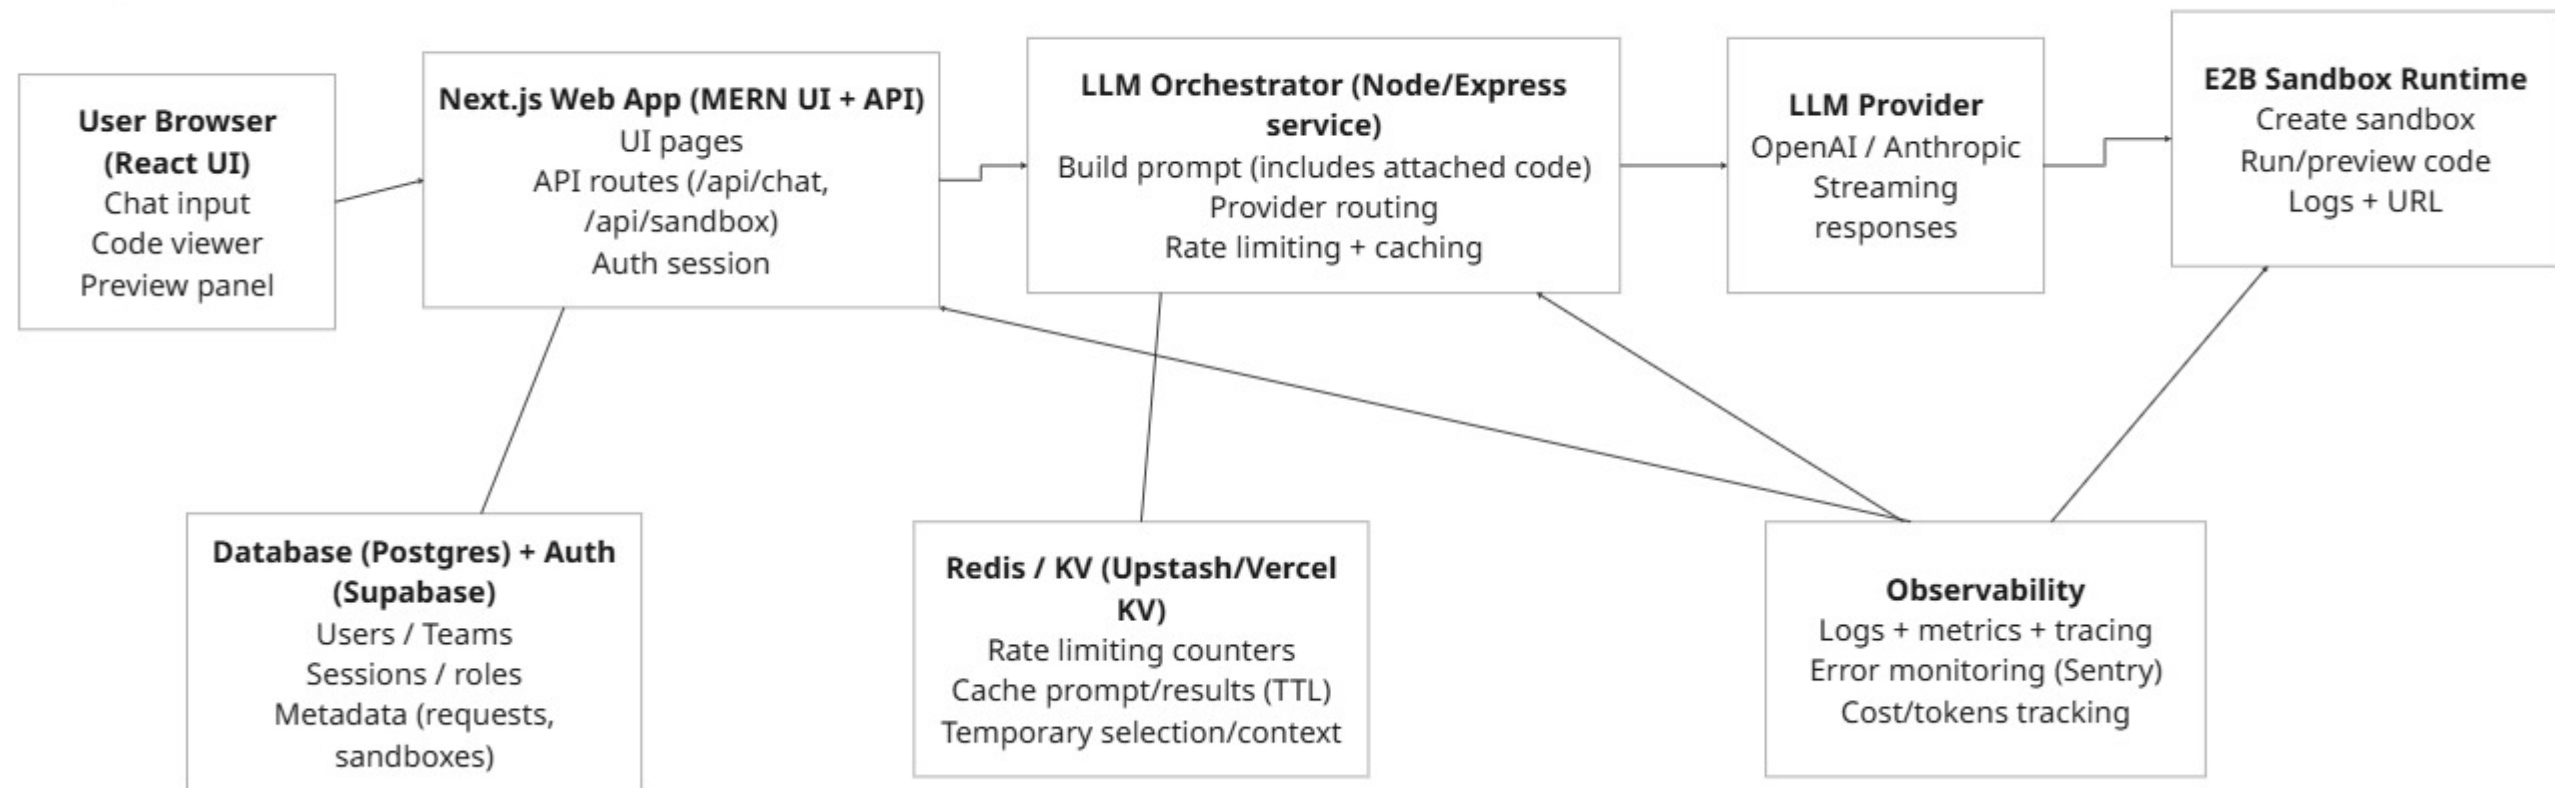 User Browser
(React UI)
Chat input
Code viewer
Preview panel
Next.js Web App (MERN UI + API)
UI pages
API routes (/api/chat,
/api/sandbox)
Auth session
LLM Orchestrator (Node/Express
service)
Build prompt (includes attached code)
Provider routing
Rate limiting + caching
LLM Provider
OpenAI / Anthropic
Streaming
responses
E2B Sandbox Runtime
Create sandbox
Run/preview code
Logs + URL
Database (Postgres) + Auth
(Supabase)
Users / Teams
Sessions / roles
Metadata (requests,
sandboxes)
Redis / KV (Upstash/Vercel
KV)
Rate limiting counters
Cache prompt/results (TTL)
Temporary selection/context
Observability
Logs + metrics + tracing
Error monitoring (Sentry)
Cost/tokens tracking